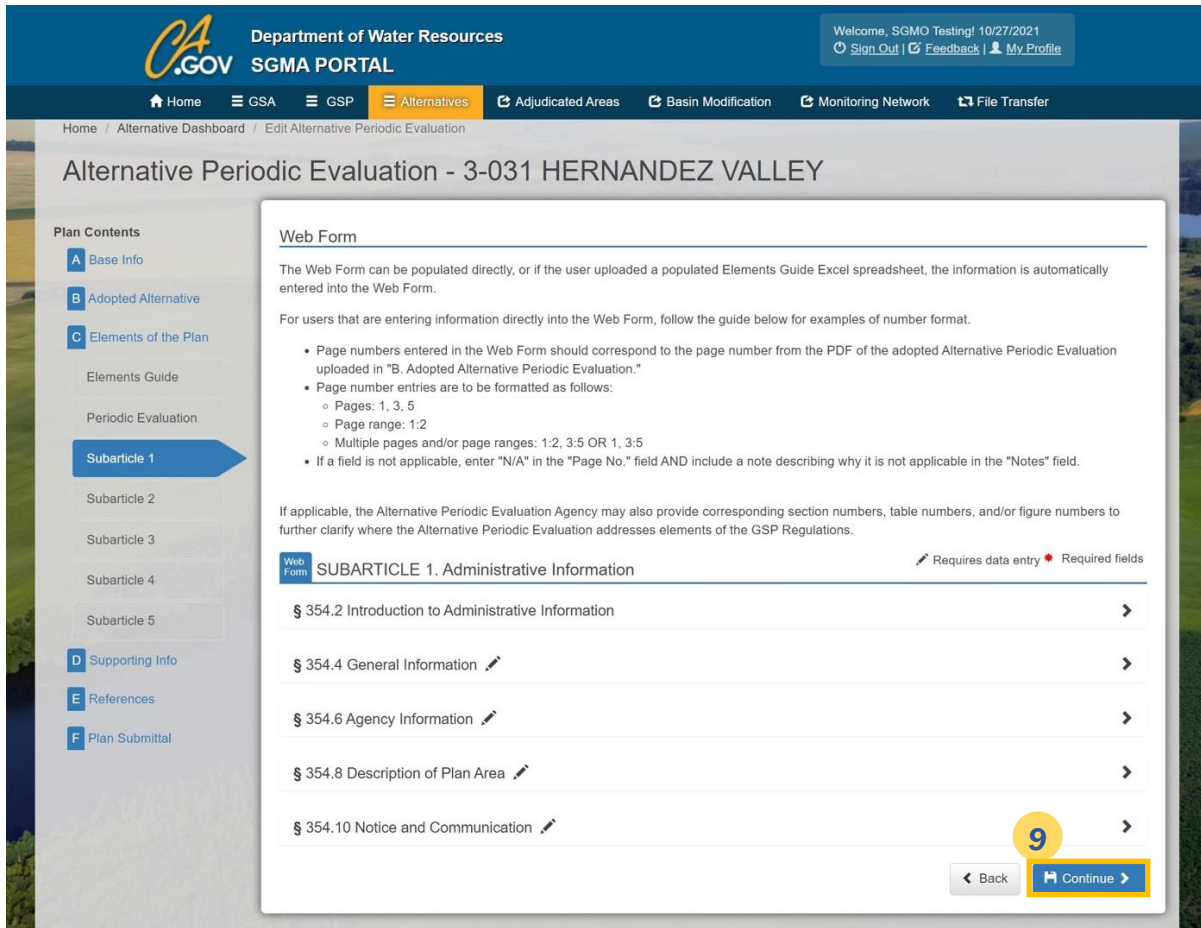 CA
.GOV
Department of Water Resources
SGMA PORTAL
Welcome, SGMO Testing! 10/27/2021
Sign Out | Feedback | My Profile
Home GSA GSP Alternatives Adjudicated Areas Basin Modification Monitoring Network File Transfer
Home / Alternative Dashboard / Edit Alternative Periodic Evaluation
Alternative Periodic Evaluation - 3-031 HERNANDEZ VALLEY
Plan Contents
A Base Info
B Adopted Alternative
C Elements of the Plan
Elements Guide
Periodic Evaluation
Subarticle 1
Subarticle 2
Subarticle 3
Subarticle 4
Subarticle 5
D Supporting Info
E References
F Plan Submittal
Web Form
The Web Form can be populated directly, or if the user uploaded a populated Elements Guide Excel spreadsheet, the information is automatically
entered into the Web Form.
For users that are entering information directly into the Web Form, follow the guide below for examples of number format.
• Page numbers entered in the Web Form should correspond to the page number from the PDF of the adopted Alternative Periodic Evaluation
uploaded in "B. Adopted Alternative Periodic Evaluation."
• Page number entries are to be formatted as follows:
◦ Pages: 1, 3, 5
◦ Page range: 1:2
◦ Multiple pages and/or page ranges: 1:2, 3:5 OR 1, 3:5
• If a field is not applicable, enter "N/A" in the "Page No." field AND include a note describing why it is not applicable in the "Notes" field.
If applicable, the Alternative Periodic Evaluation Agency may also provide corresponding section numbers, table numbers, and/or figure numbers to
further clarify where the Alternative Periodic Evaluation addresses elements of the GSP Regulations.
Web Form SUBARTICLE 1. Administrative Information
Requires data entry * Required fields
§ 354.2 Introduction to Administrative Information
§ 354.4 General Information
§ 354.6 Agency Information
§ 354.8 Description of Plan Area
§ 354.10 Notice and Communication
9
Back Continue